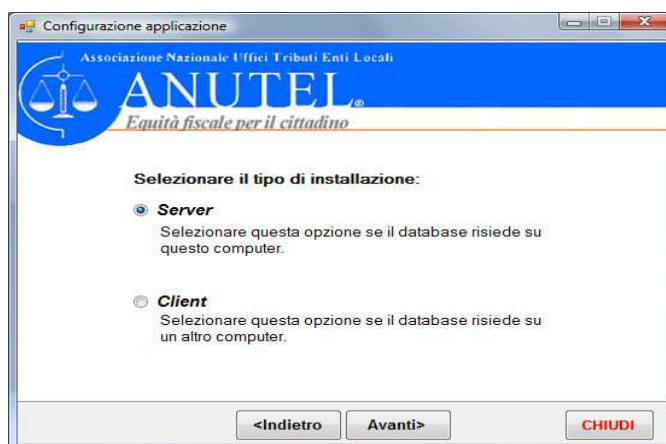 Configurazione applicazione
Associazione Nazionale Uffici Tributi Enti Locali
ANUTEL®
Equità fiscale per il cittadino
Selezionare il tipo di installazione:
Server
Selezionare questa opzione se il database risiede su
questo computer.
Client
Selezionare questa opzione se il database risiede su
un altro computer.
<Indietro Avanti> CHIUDI